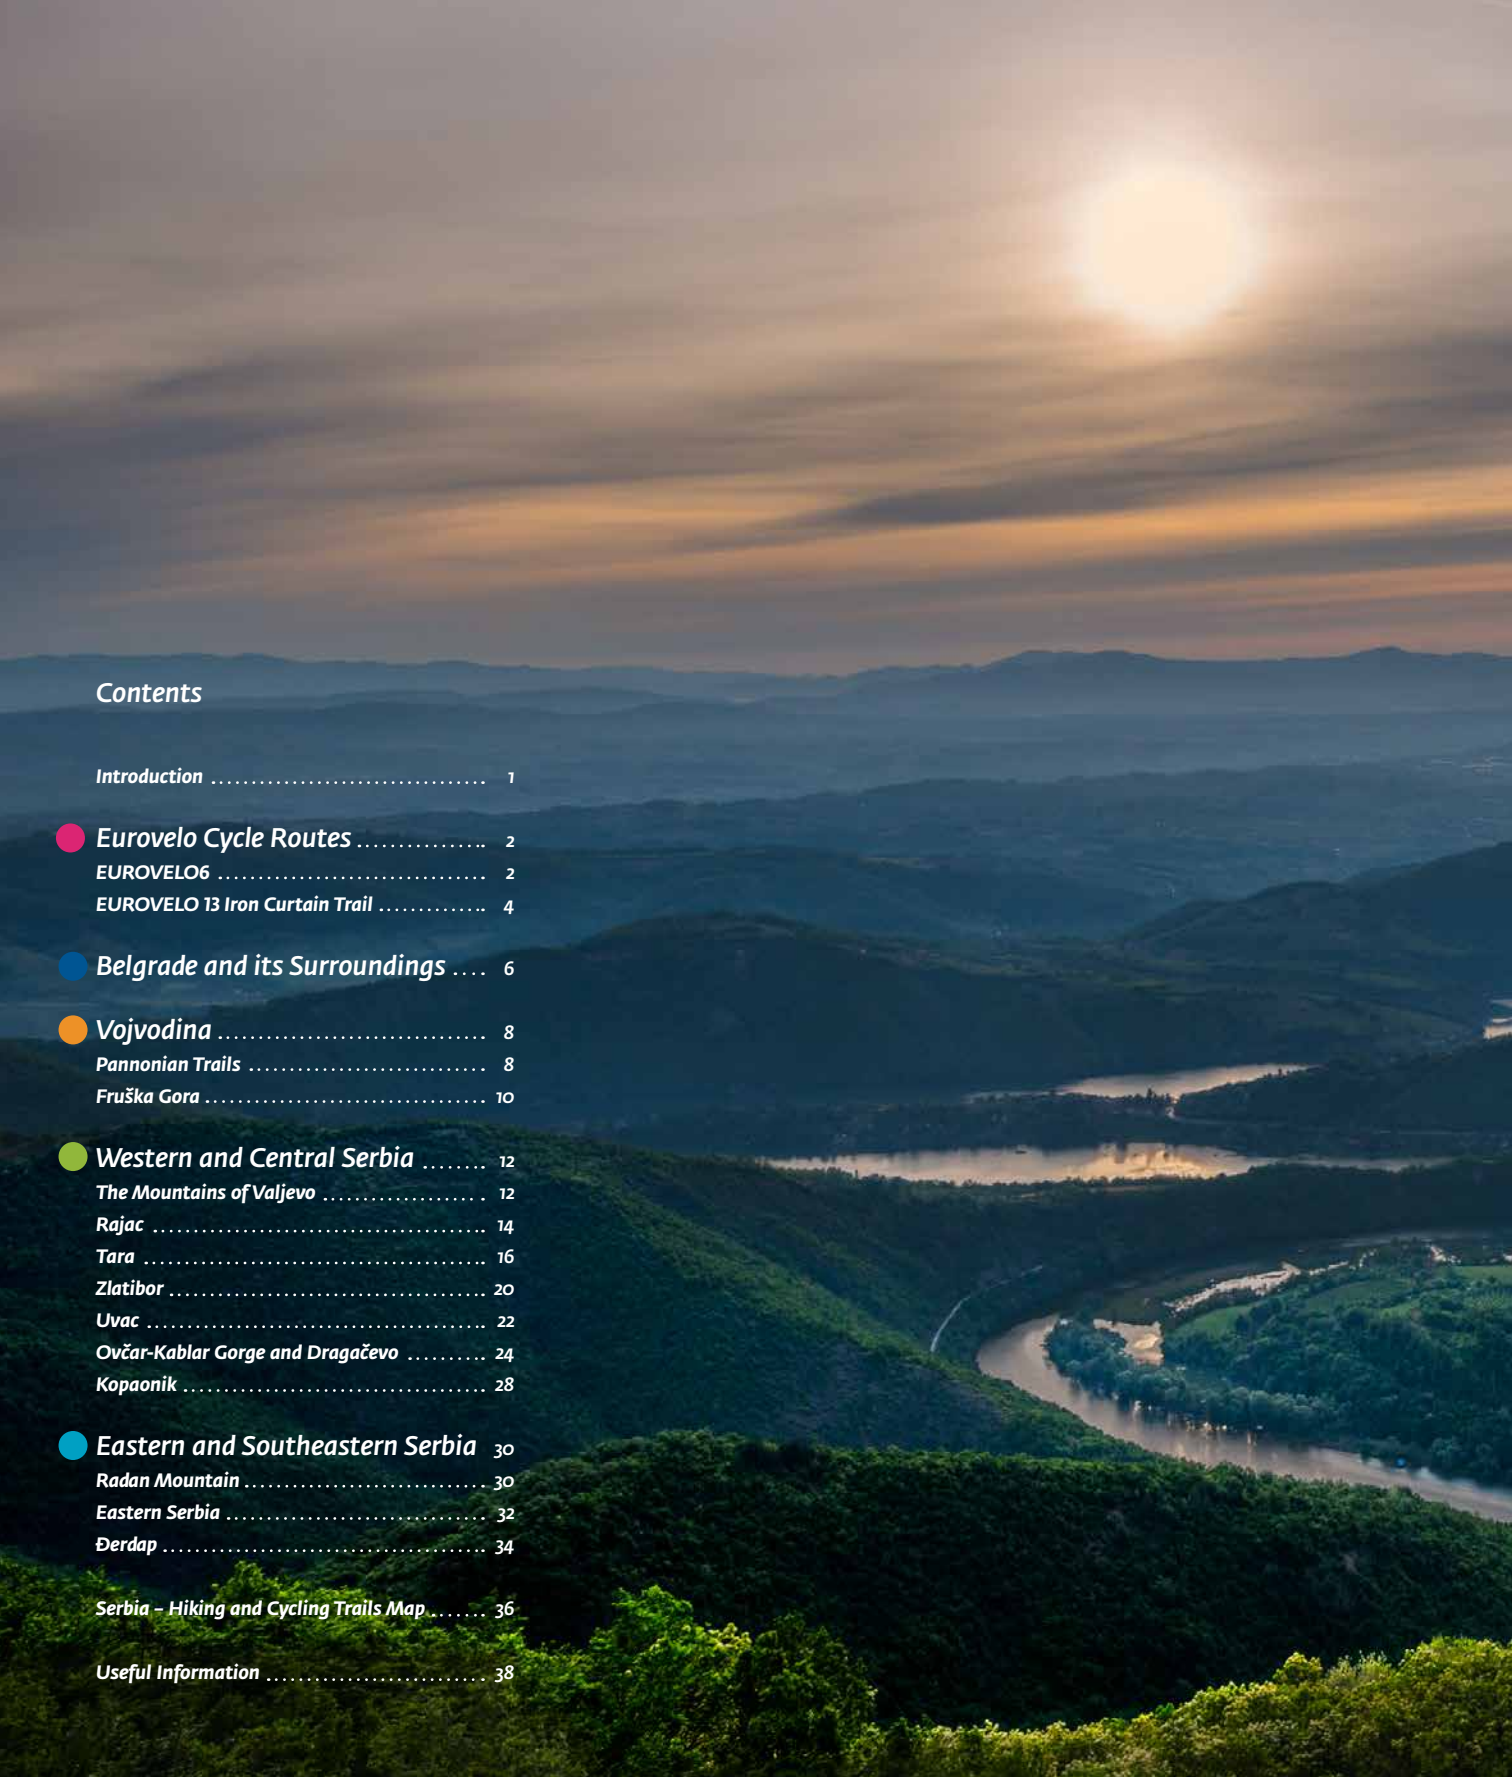 Contents
Introduction .................................. 1
Eurovelo Cycle Routes ................ 2
EUROVELO6 ................................. 2
EUROVELO 13 Iron Curtain Trail ............. 4
Belgrade and its Surroundings .... 6
Vojvodina ................................. 8
Pannonian Trails ............................. 8
Fruška Gora .................................. 10
Western and Central Serbia ........ 12
The Mountains of Valjevo .................... 12
Rajac ......................................... 14
Tara .......................................... 16
Zlatibor ....................................... 20
Uvac .......................................... 22
Ovčar-Kablar Gorge and Dragačevo .......... 24
Kopaonik ..................................... 28
Eastern and Southeastern Serbia 30
Radan Mountain .............................. 30
Eastern Serbia ................................ 32
Đerdap ........................................ 34
Serbia – Hiking and Cycling Trails Map ....... 36
Useful Information ........................... 38